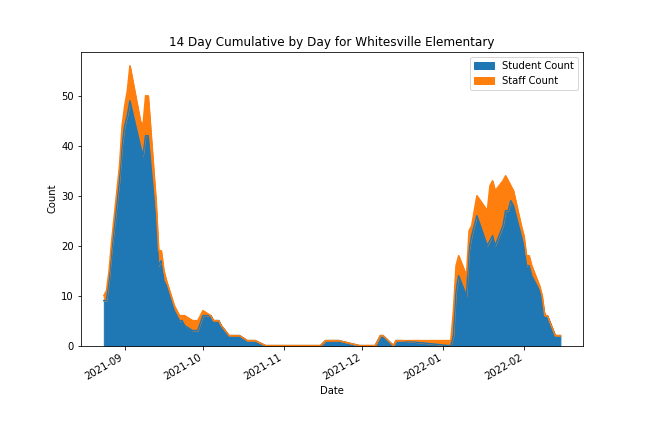 14 Day Cumulative by Day for Whitesville Elementary
Student Count
Staff Count
Count
50
40
30
20
10
0
2021-09
2021-10
2021-11
2021-12
2022-01
2022-02
Date